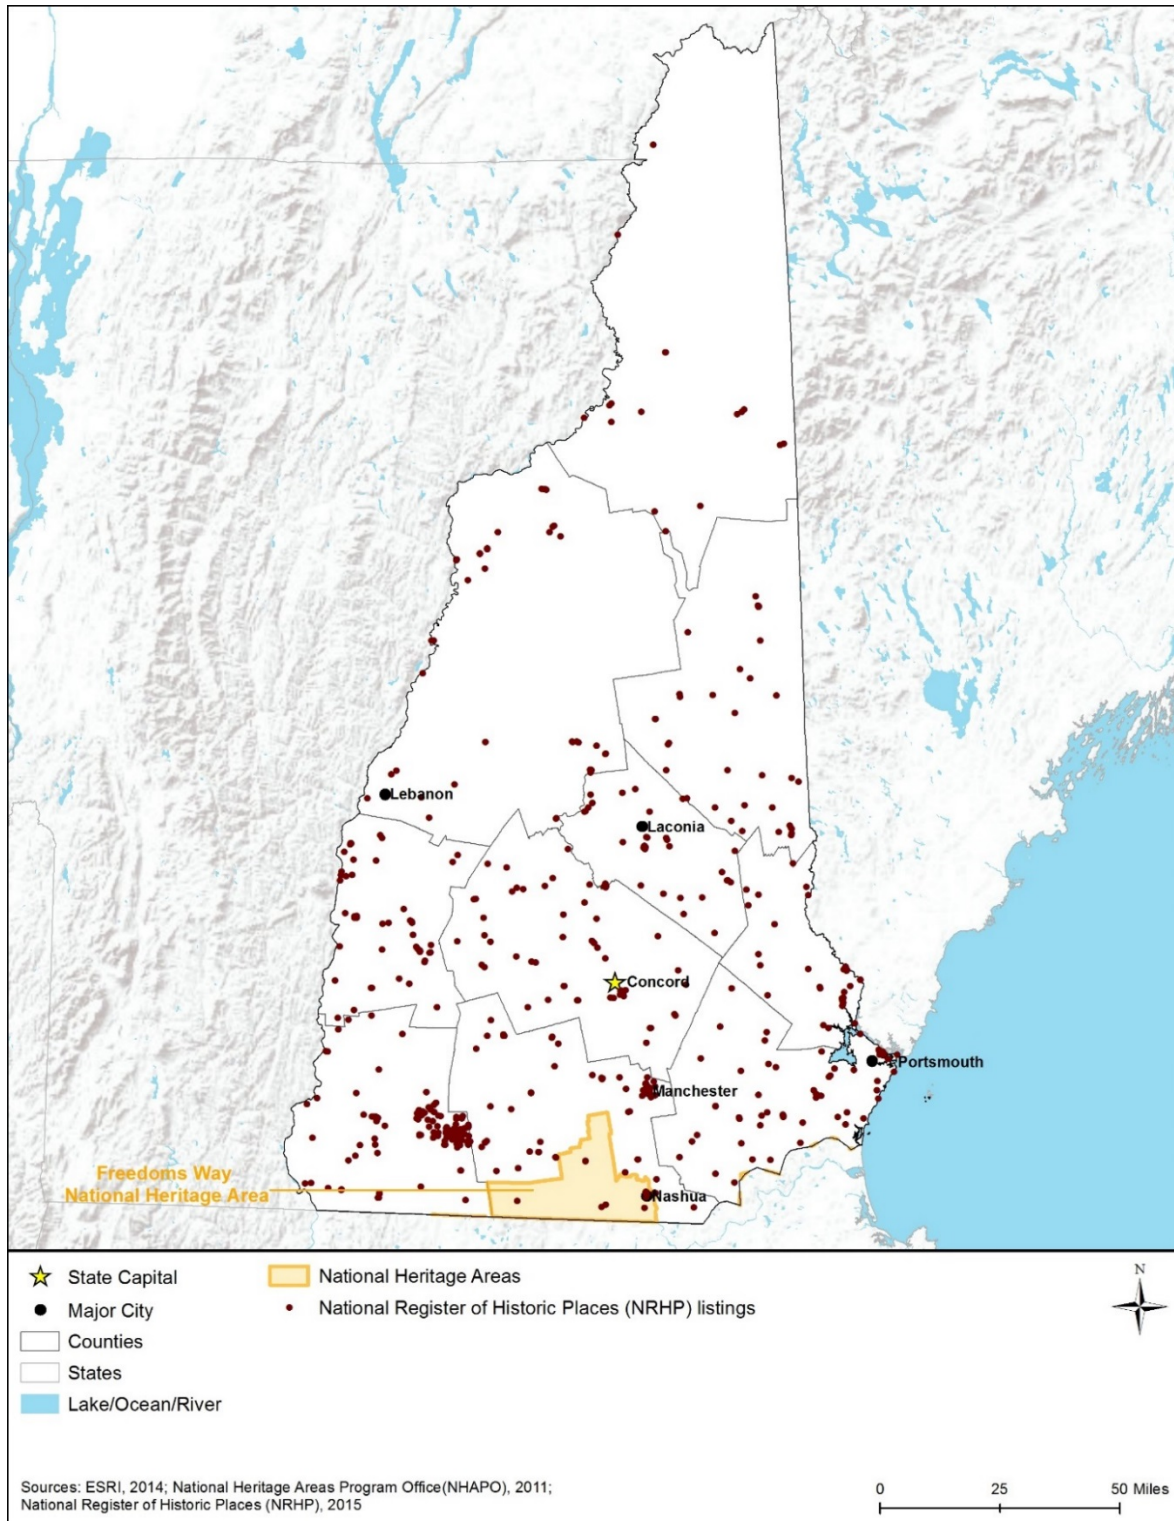 Lebanon
Laconia
Concord
Portsmouth
Manchester
Freedoms Way
National Heritage Area
Nashua
State Capital
Major City
Counties
States
Lake/Ocean/River
National Heritage Areas
National Register of Historic Places (NRHP) listings
N
Sources: ESRI, 2014; National Heritage Areas Program Office(NHAPO), 2011;
National Register of Historic Places (NRHP), 2015
0 25 50 Miles